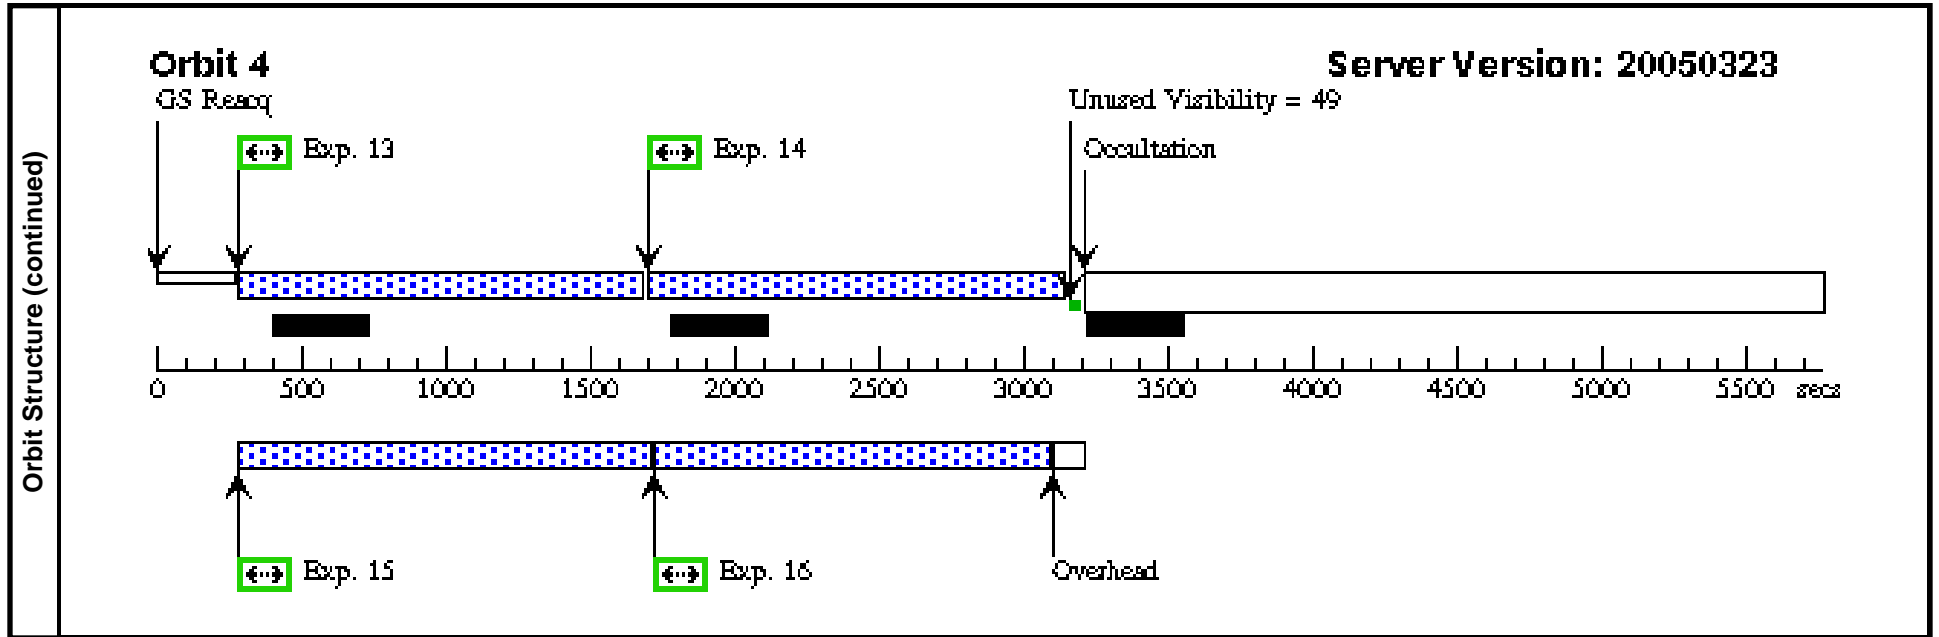 Orbit Structure (continued)
Orbit 4
Server Version: 20050323
GS Reacq
Unused Visibility = 49
Exp. 13
Exp. 14
Occultation
0 500 1000 1500 2000 2500 3000 3500 4000 4500 5000 5500 secs
Exp. 15
Exp. 16
Overhead